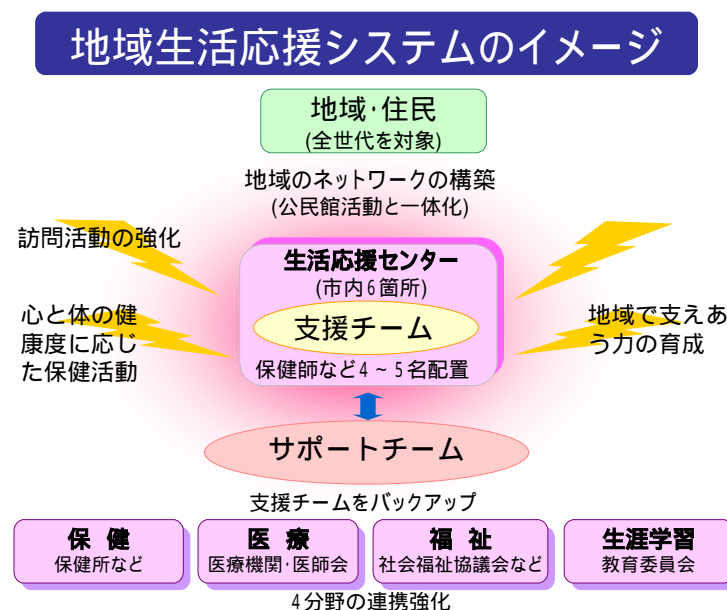 地域生活応援システムのイメージ
地域・住民
(全世代を対象)
地域のネットワークの構築
(公民館活動と一体化)
訪問活動の強化
生活応援センター
(市内6箇所)
支援チーム
保健師など4~5名配置
心と体の健
康度に応じ
た保健活動
地域で支えあ
う力の育成
サポートチーム
支援チームをバックアップ
保 健
保健所など
医 療
医療機関・医師会
福 祉
社会福祉協議会など
生涯学習
教育委員会
4分野の連携強化